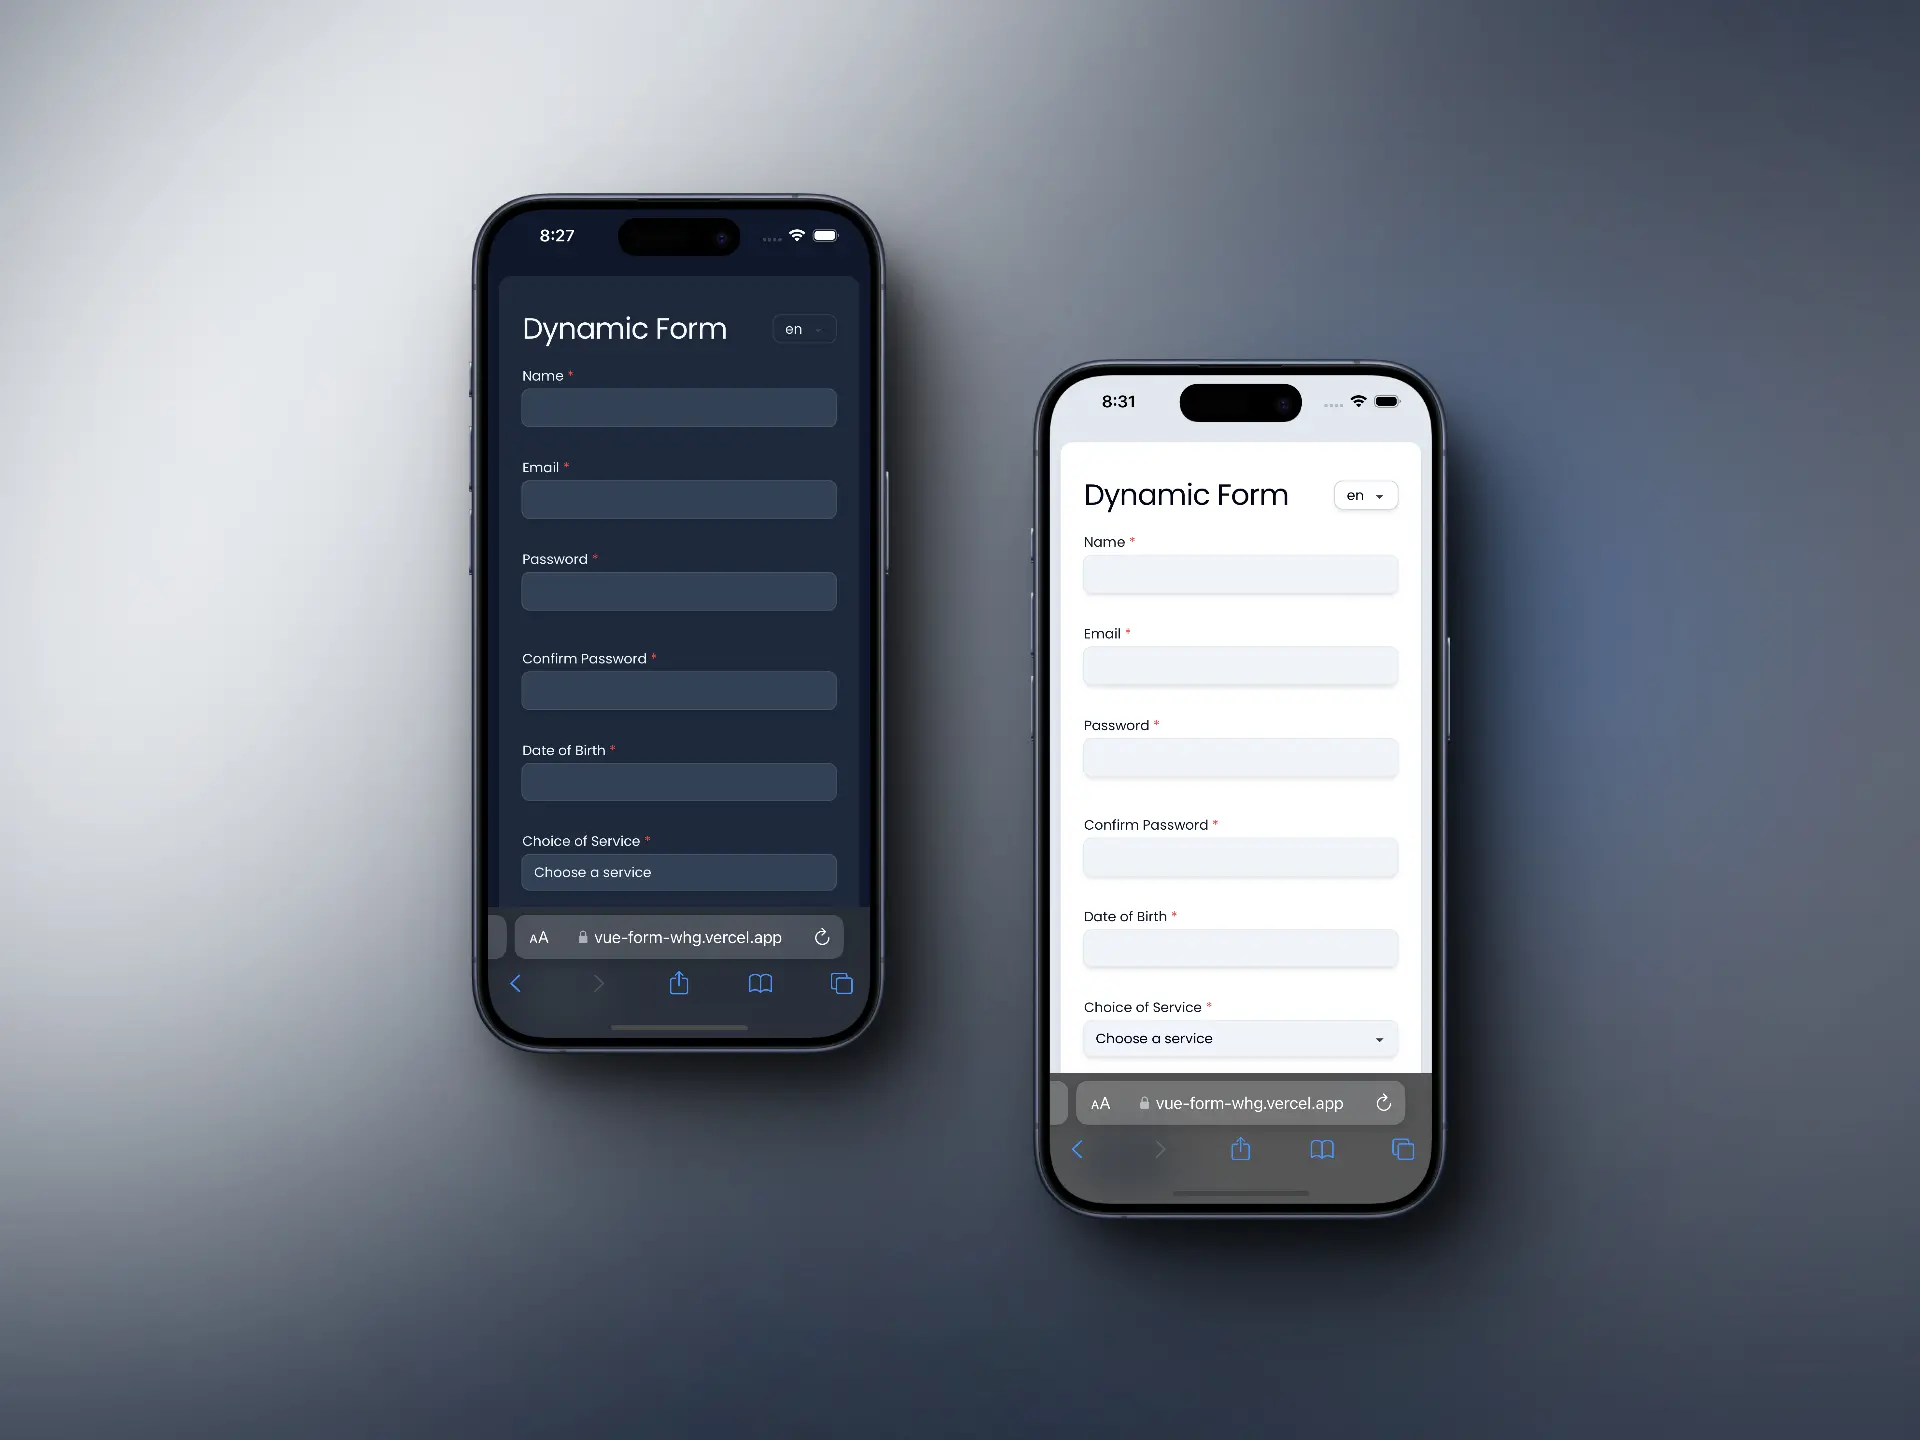 8:27
Dynamic Form
en
Name *
Email *
Password *
Confirm Password *
Date of Birth *
Choice of Service *
Choose a service
AA
vue-form-whg.vercel.app
8:31
Dynamic Form
en
Name *
Email *
Password *
Confirm Password *
Date of Birth *
Choice of Service *
Choose a service
AA
vue-form-whg.vercel.app